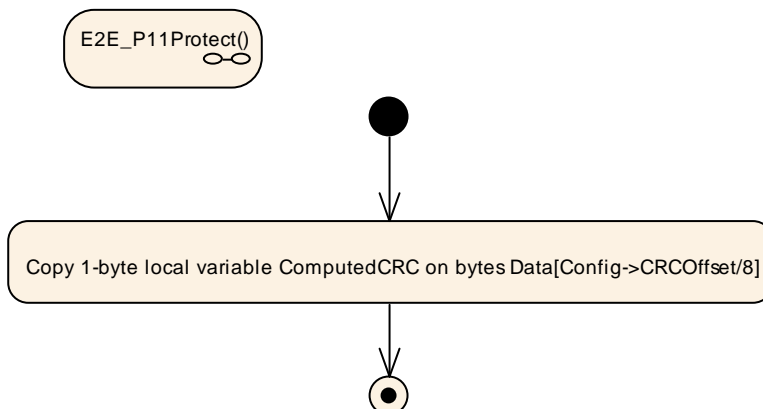 E2E_P11Protect()
Copy 1-byte local variable ComputedCRC on bytes Data[Config->CRCOffset/8]